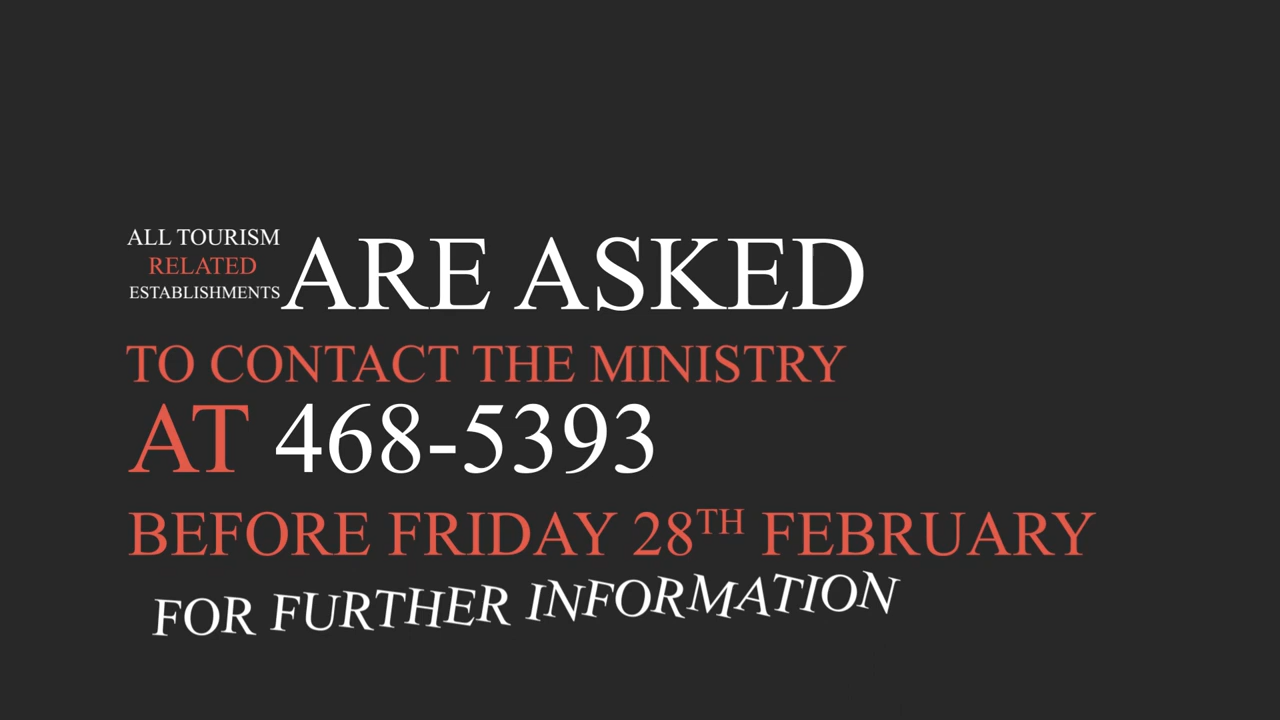 ALL TOURISM
RELATED
ESTABLISHMENTS
ARE ASKED
TO CONTACT THE MINISTRY
AT 468-5393
BEFORE FRIDAY 28TH FEBRUARY
FOR FURTHER INFORMATION